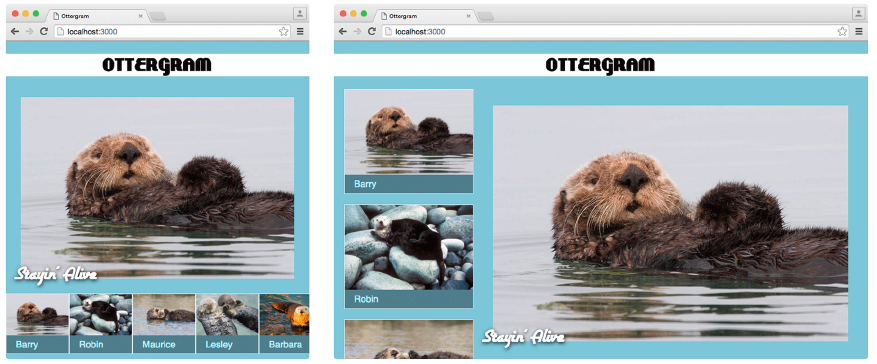 Ottergram
localhost:3000
OTTERGRAM
Stayin' Alive
Barry
Robin
Maurice
Lesley
Barbara
Ottergram
localhost:3000
OTTERGRAM
Barry
Robin
Stayin' Alive